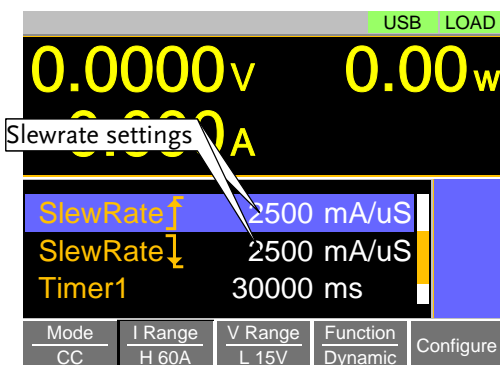 USB LOAD
0.0000V 0.00W
Slewrate settings
A
SlewRate 2500 mA/uS
SlewRate 2500 mA/uS
Timer1 30000 ms
Mode I Range V Range Function Configure
CC H 60A L 15V Dynamic